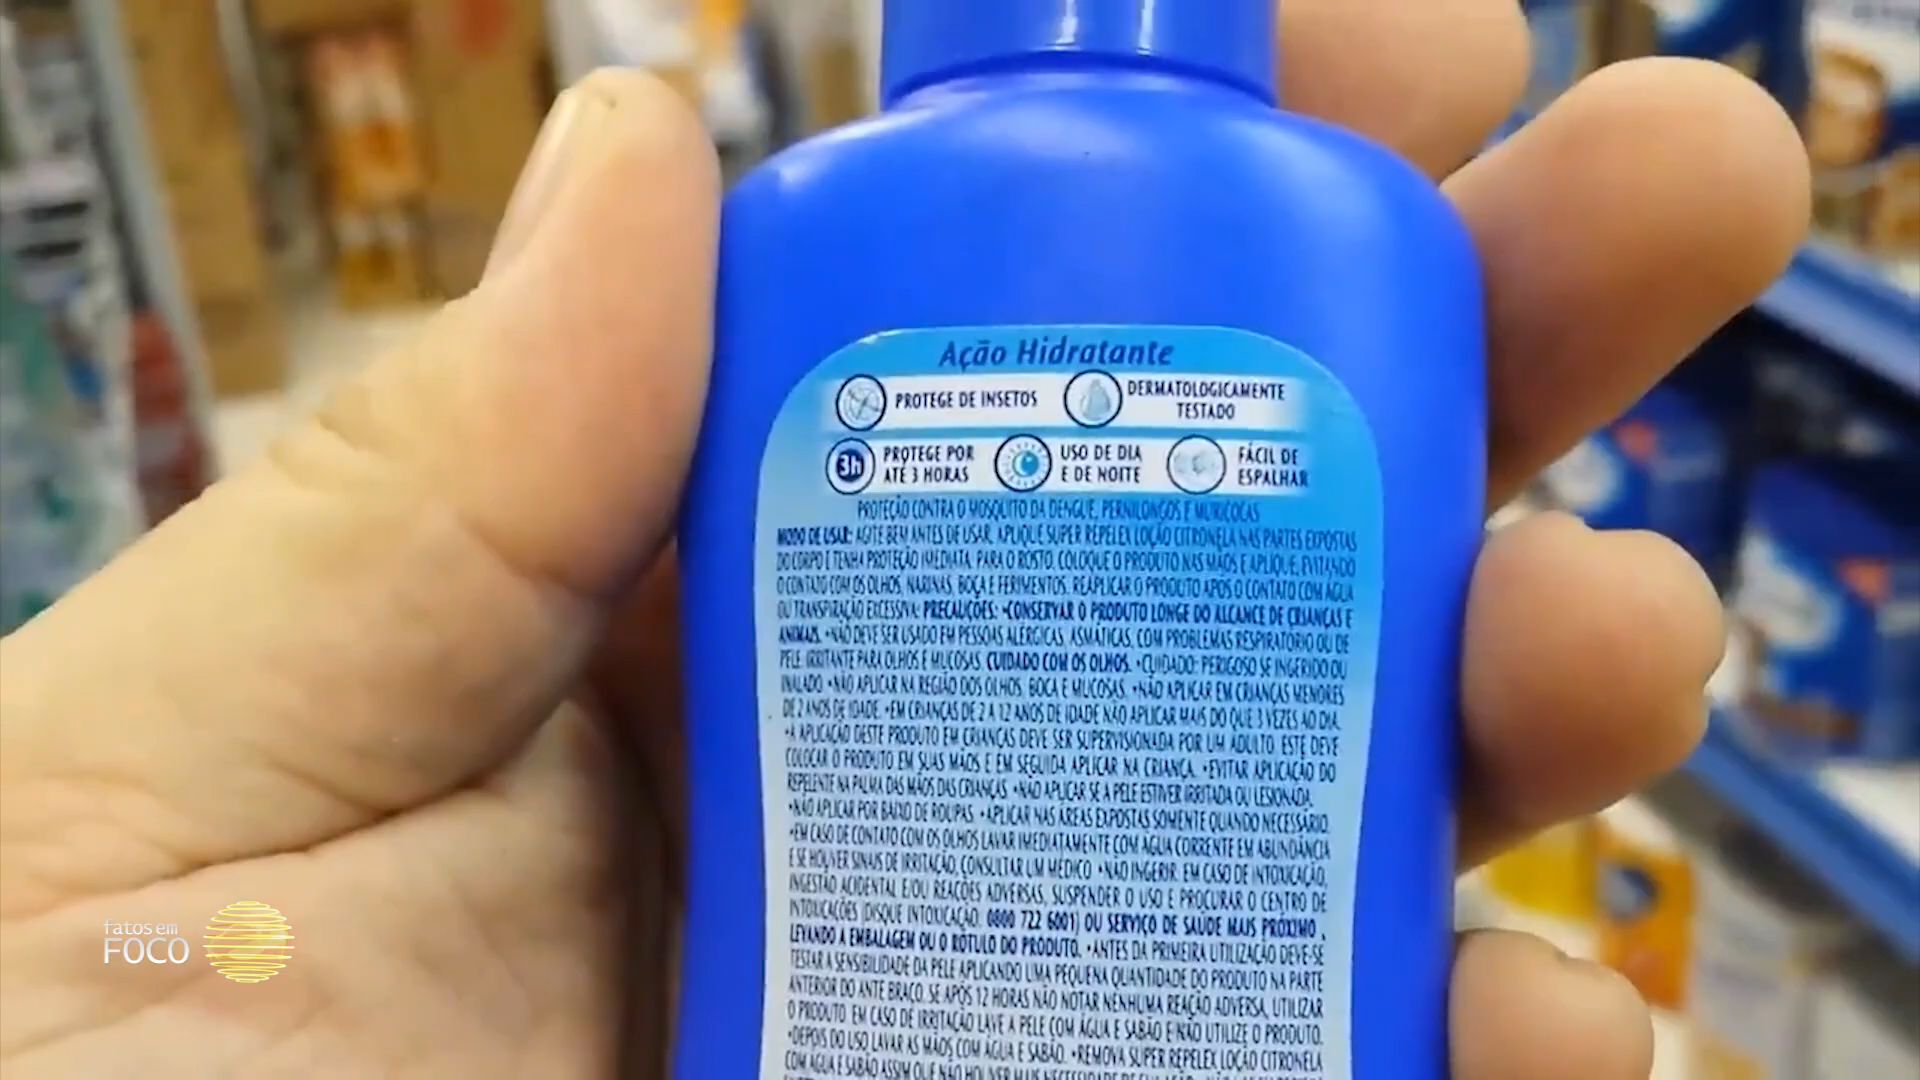 Ação Hidratante
PROTEGE DE INSETOS
DERMATOLOGICAMENTE
TESTADO
3h
PROTEGE POR
ATÉ 3 HORAS
USO DE DIA
E DE NOITE
FÁCIL DE
ESPALHAR
PROTEÇÃO CONTRA O MOSQUITO DA DENGUE, PERNILONGOS E MURIÇOCAS
MODO DE USAR: AGITE BEM ANTES DE USAR. APLIQUE SUPER REPELEX LOÇÃO CITRONELA NAS PARTES EXPOSTAS
DO CORPO E TENHA PROTEÇÃO IMEDIATA. PARA O ROSTO, COLOQUE O PRODUTO NAS MÃOS E APLIQUE, EVITANDO
O CONTATO COM OS OLHOS, NARINAS, BOCA E FERIMENTOS. REAPLICAR O PRODUTO APÓS O CONTATO COM ÁGUA
OU TRANSPIRAÇÃO EXCESSIVA. PRECAUÇÕES: •CONSERVAR O PRODUTO LONGE DO ALCANCE DE CRIANÇAS E
ANIMAIS. •NÃO DEVE SER USADO EM PESSOAS ALÉRGICAS, ASMÁTICAS, COM PROBLEMAS RESPIRATÓRIO OU DE
PELE. IRRITANTE PARA OLHOS E MUCOSAS. CUIDADO COM OS OLHOS. •CUIDADO: PERIGOSO SE INGERIDO OU
INALADO. •NÃO APLICAR NA REGIÃO DOS OLHOS, BOCA E MUCOSAS. •NÃO APLICAR EM CRIANÇAS MENORES
DE 2 ANOS DE IDADE. •EM CRIANÇAS DE 2 A 12 ANOS DE IDADE NÃO APLICAR MAIS DO QUE 3 VEZES AO DIA.
•A APLICAÇÃO DESTE PRODUTO EM CRIANÇAS DEVE SER SUPERVISIONADA POR UM ADULTO. ESTE DEVE
COLOCAR O PRODUTO EM SUAS MÃOS E EM SEGUIDA APLICAR NA CRIANÇA. •EVITAR APLICAÇÃO DO
REPELENTE NA PALMA DAS MÃOS DAS CRIANÇAS. •NÃO APLICAR SE A PELE ESTIVER IRRITADA OU LESIONADA.
•NÃO APLICAR POR BAIXO DE ROUPAS. •APLICAR NAS ÁREAS EXPOSTAS SOMENTE QUANDO NECESSÁRIO.
•EM CASO DE CONTATO COM OS OLHOS LAVAR IMEDIATAMENTE COM ÁGUA CORRENTE EM ABUNDÂNCIA
E SE HOUVER SINAIS DE IRRITAÇÃO, CONSULTAR UM MÉDICO •NÃO INGERIR. EM CASO DE INTOXICAÇÃO,
INGESTÃO ACIDENTAL E/OU REAÇÕES ADVERSAS, SUSPENDER O USO E PROCURAR O CENTRO DE
INTOXICAÇÕES (DISQUE INTOXICAÇÃO, 0800 722 6001) OU SERVIÇO DE SAÚDE MAIS PRÓXIMO,
LEVANDO A EMBALAGEM OU O RÓTULO DO PRODUTO. •ANTES DA PRIMEIRA UTILIZAÇÃO DEVE-SE
TESTAR A SENSIBILIDADE DA PELE APLICANDO UMA PEQUENA QUANTIDADE DO PRODUTO NA PARTE
ANTERIOR DO ANTE BRAÇO. SE APÓS 12 HORAS NÃO NOTAR NENHUMA REAÇÃO ADVERSA, UTILIZAR
O PRODUTO. EM CASO DE IRRITAÇÃO LAVE A PELE COM ÁGUA E SABÃO E NÃO UTILIZE O PRODUTO.
•DEPOIS DO USO LAVAR AS MÃOS COM ÁGUA E SABÃO. •REMOVA SUPER REPELEX LOÇÃO CITRONELA
COM ÁGUA E SABÃO ASSIM QUE NÃO HOUVER MAIS NECESSIDADE DE
fatos em
FOCO